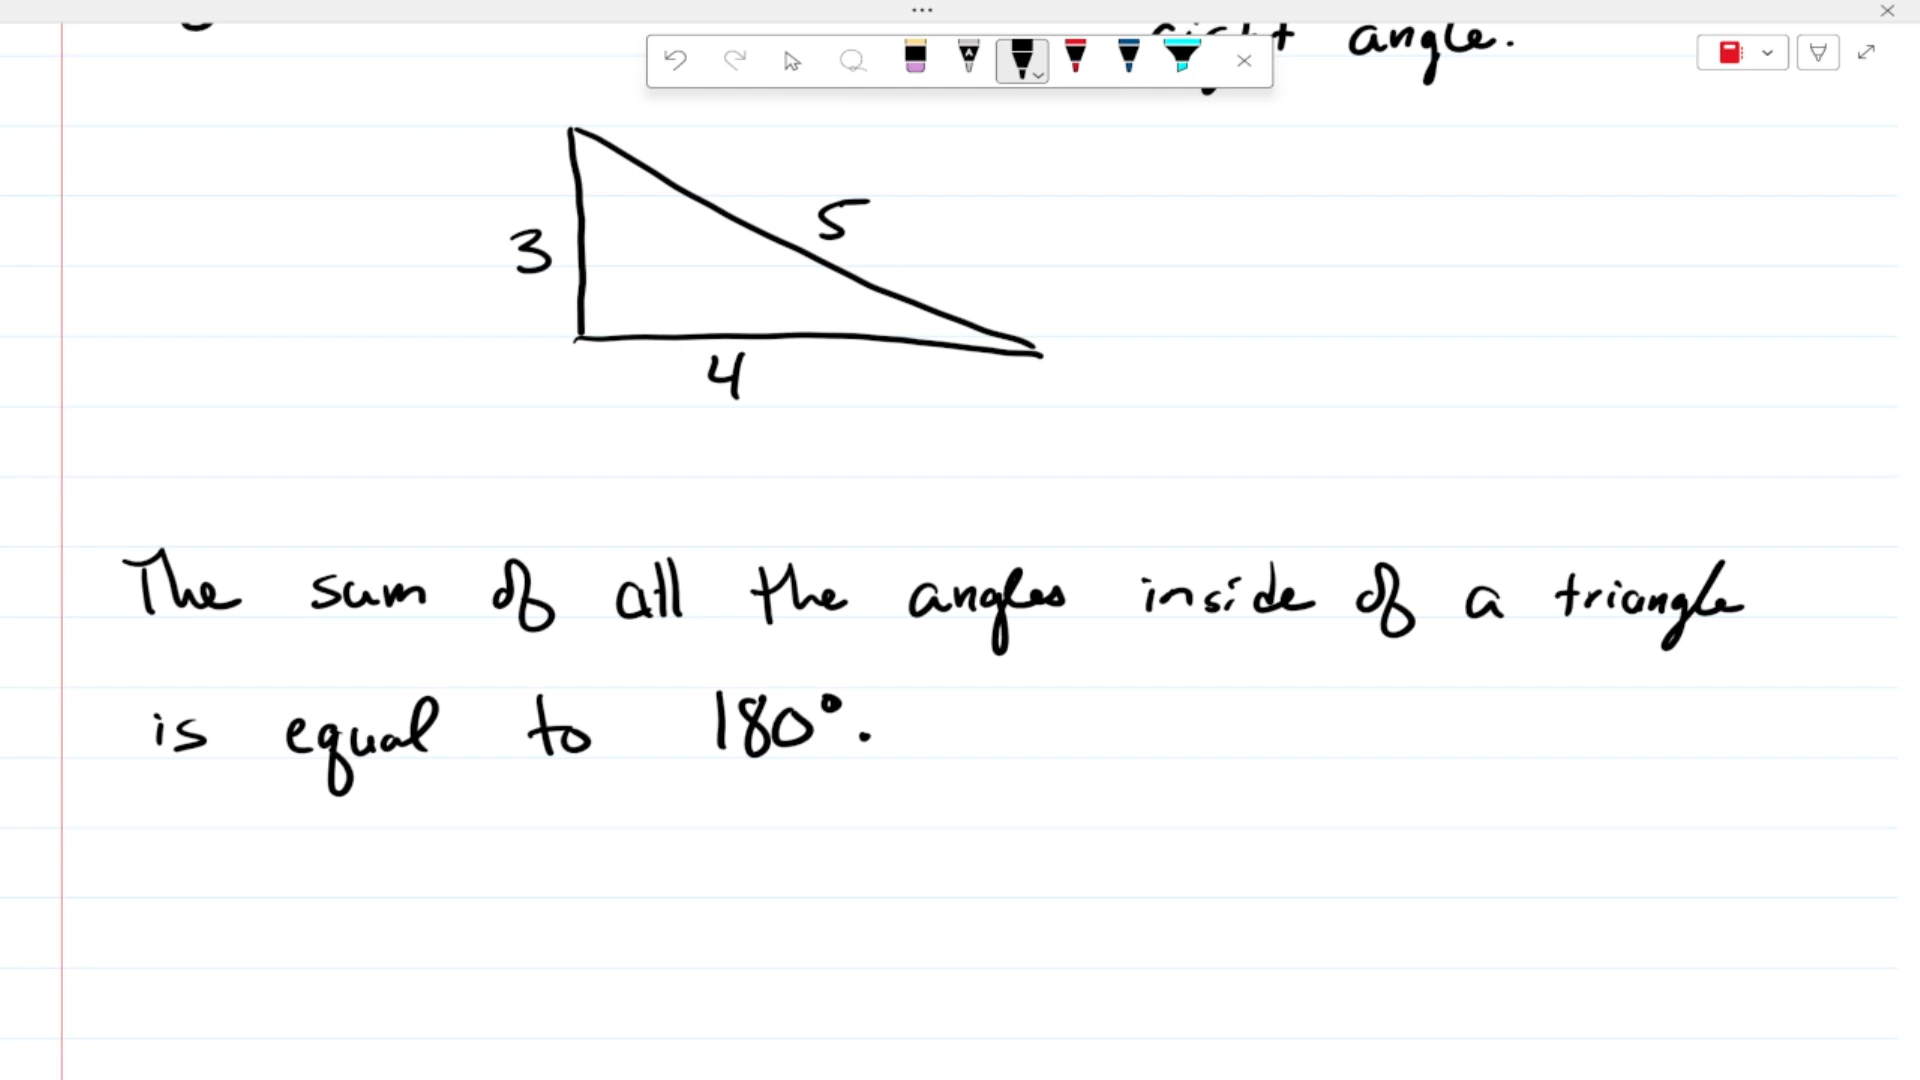 angle.
5
3
4
The sum of all the angles inside of a triangle
is equal to 180°.